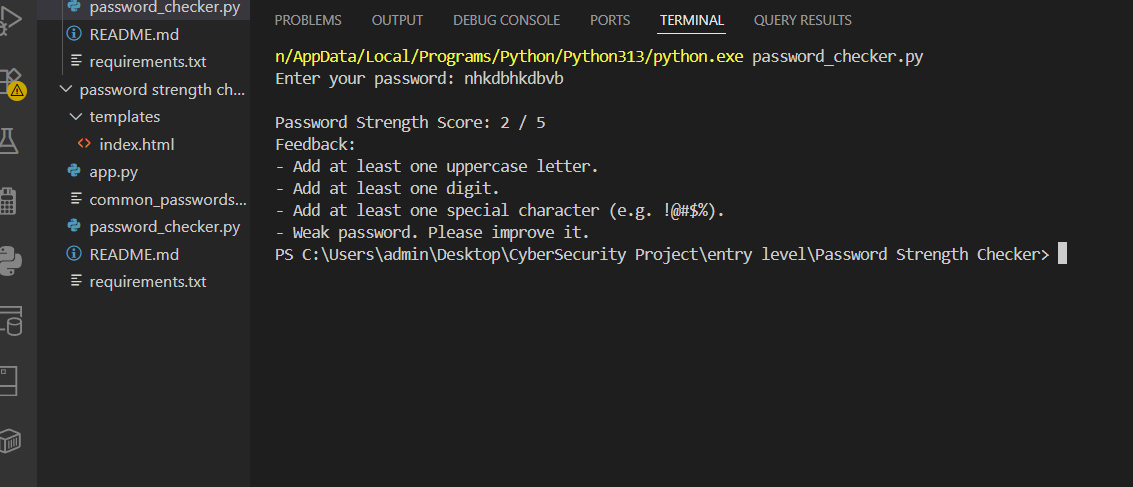 password_checker.py
README.md
requirements.txt
password strength ch...
templates
index.html
app.py
common_passwords...
password_checker.py
README.md
requirements.txt
PROBLEMS OUTPUT DEBUG CONSOLE PORTS TERMINAL QUERY RESULTS
n/AppData/Local/Programs/Python/Python313/python.exe password_checker.py
Enter your password: nhkdbhkdbvb
Password Strength Score: 2 / 5
Feedback:
- Add at least one uppercase letter.
- Add at least one digit.
- Add at least one special character (e.g. !@#$%).
- Weak password. Please improve it.
PS C:\Users\admin\Desktop\CyberSecurity Project\entry level\Password Strength Checker>